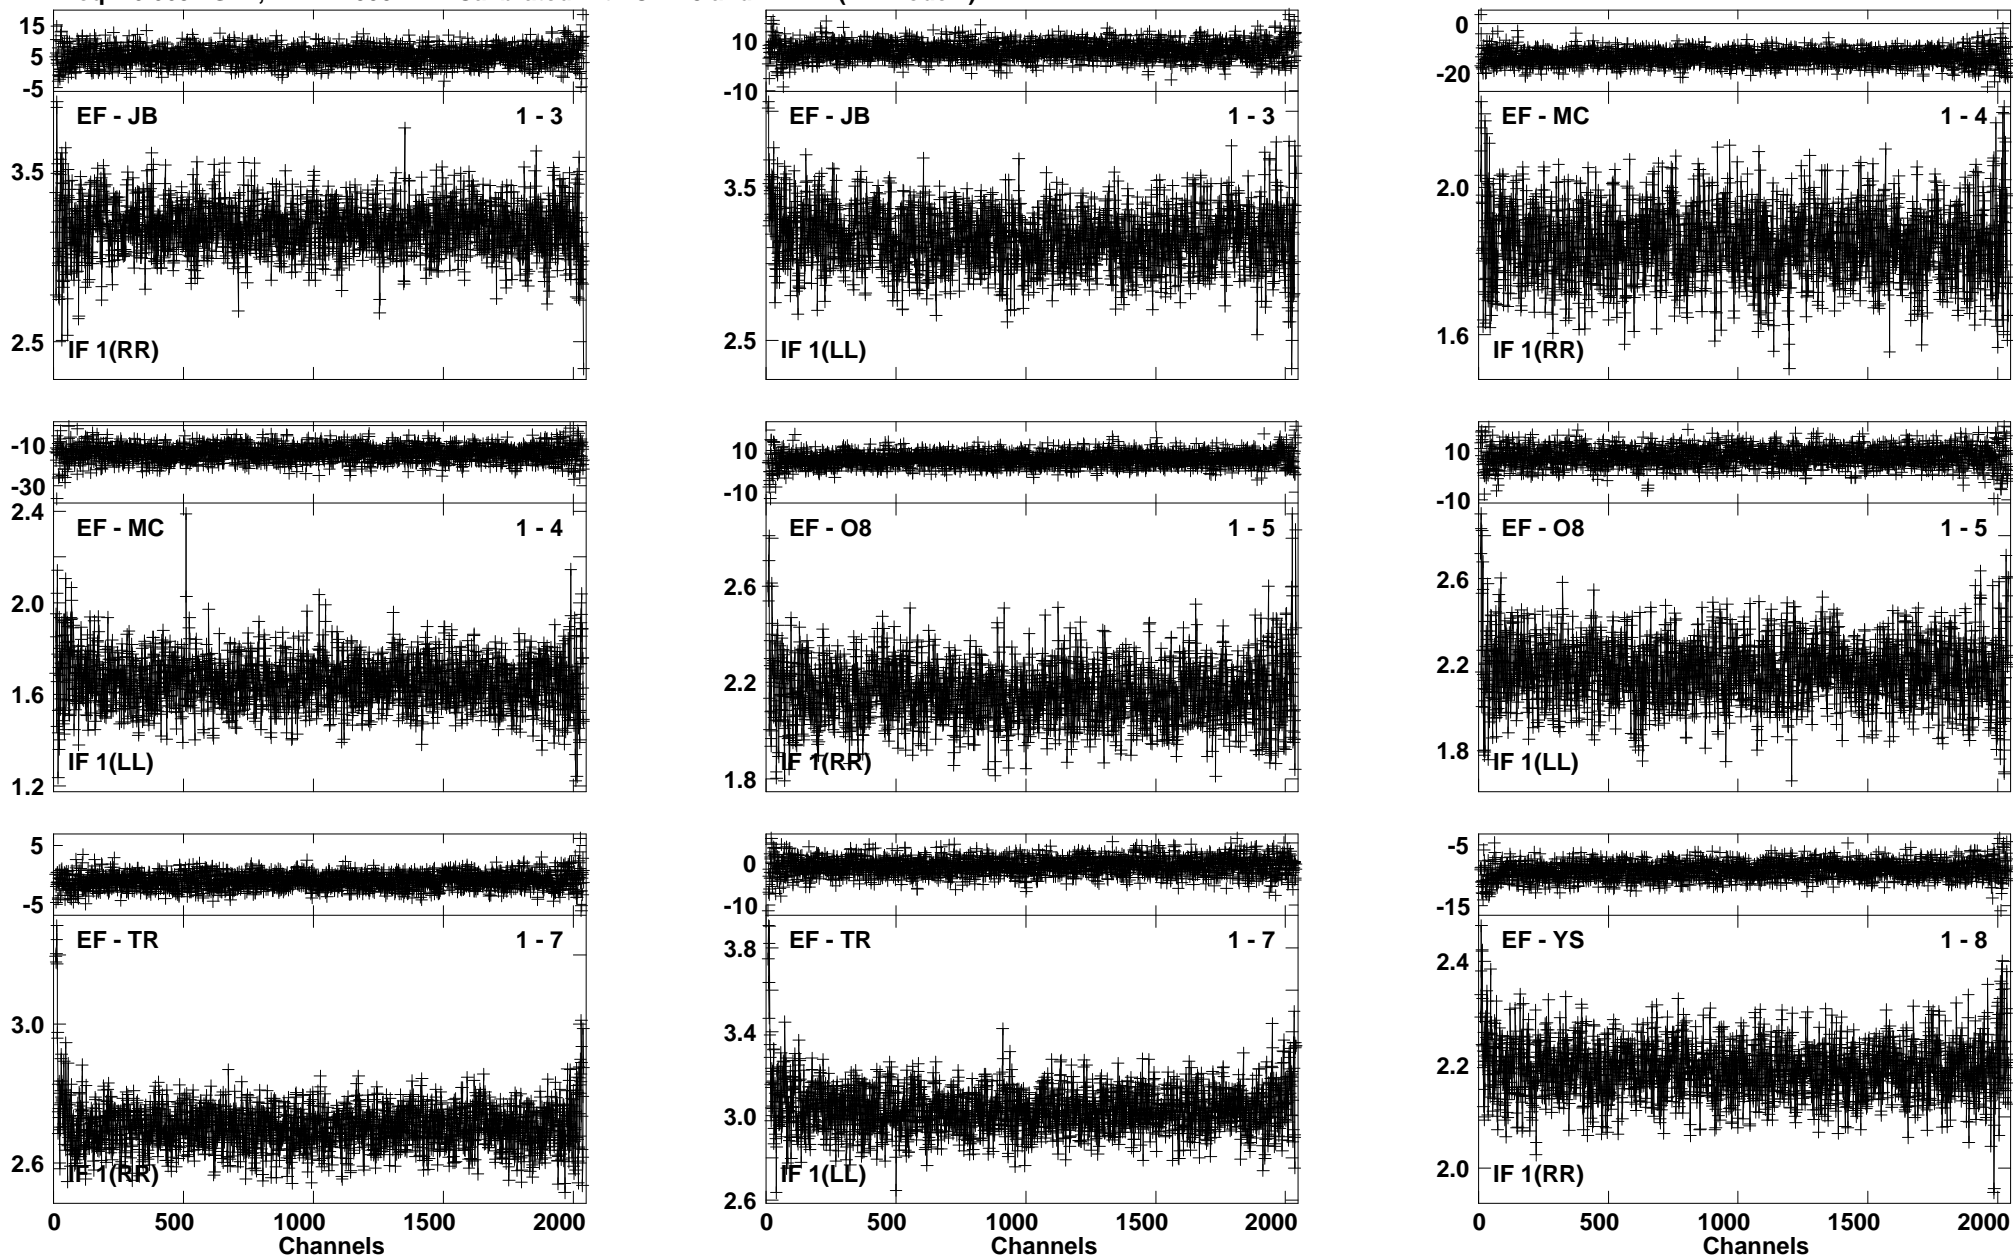 15
5
-5
EF - JB
1 - 3
3.5
2.5
IF 1(RR)
10
-10
EF - JB
1 - 3
3.5
2.5
IF 1(LL)
0
-20
EF - MC
1 - 4
2.0
1.6
IF 1(RR)
-10
-30
2.4
EF - MC
1 - 4
2.0
1.6
IF 1(LL)
1.2
10
-10
EF - O8
1 - 5
2.6
2.2
IF 1(RR)
1.8
10
-10
EF - O8
1 - 5
2.6
2.2
1.8
IF 1(LL)
5
-5
EF - TR
1 - 7
3.0
2.6
IF 1(RR)
0 500 1000 1500 2000
Channels
0
-10
EF - TR
1 - 7
3.8
3.4
3.0
IF 1(LL)
2.6
0 500 1000 1500 2000
Channels
-5
-15
EF - YS
1 - 8
2.4
2.2
2.0
IF 1(RR)
0 500 1000 1500 2000
Channels